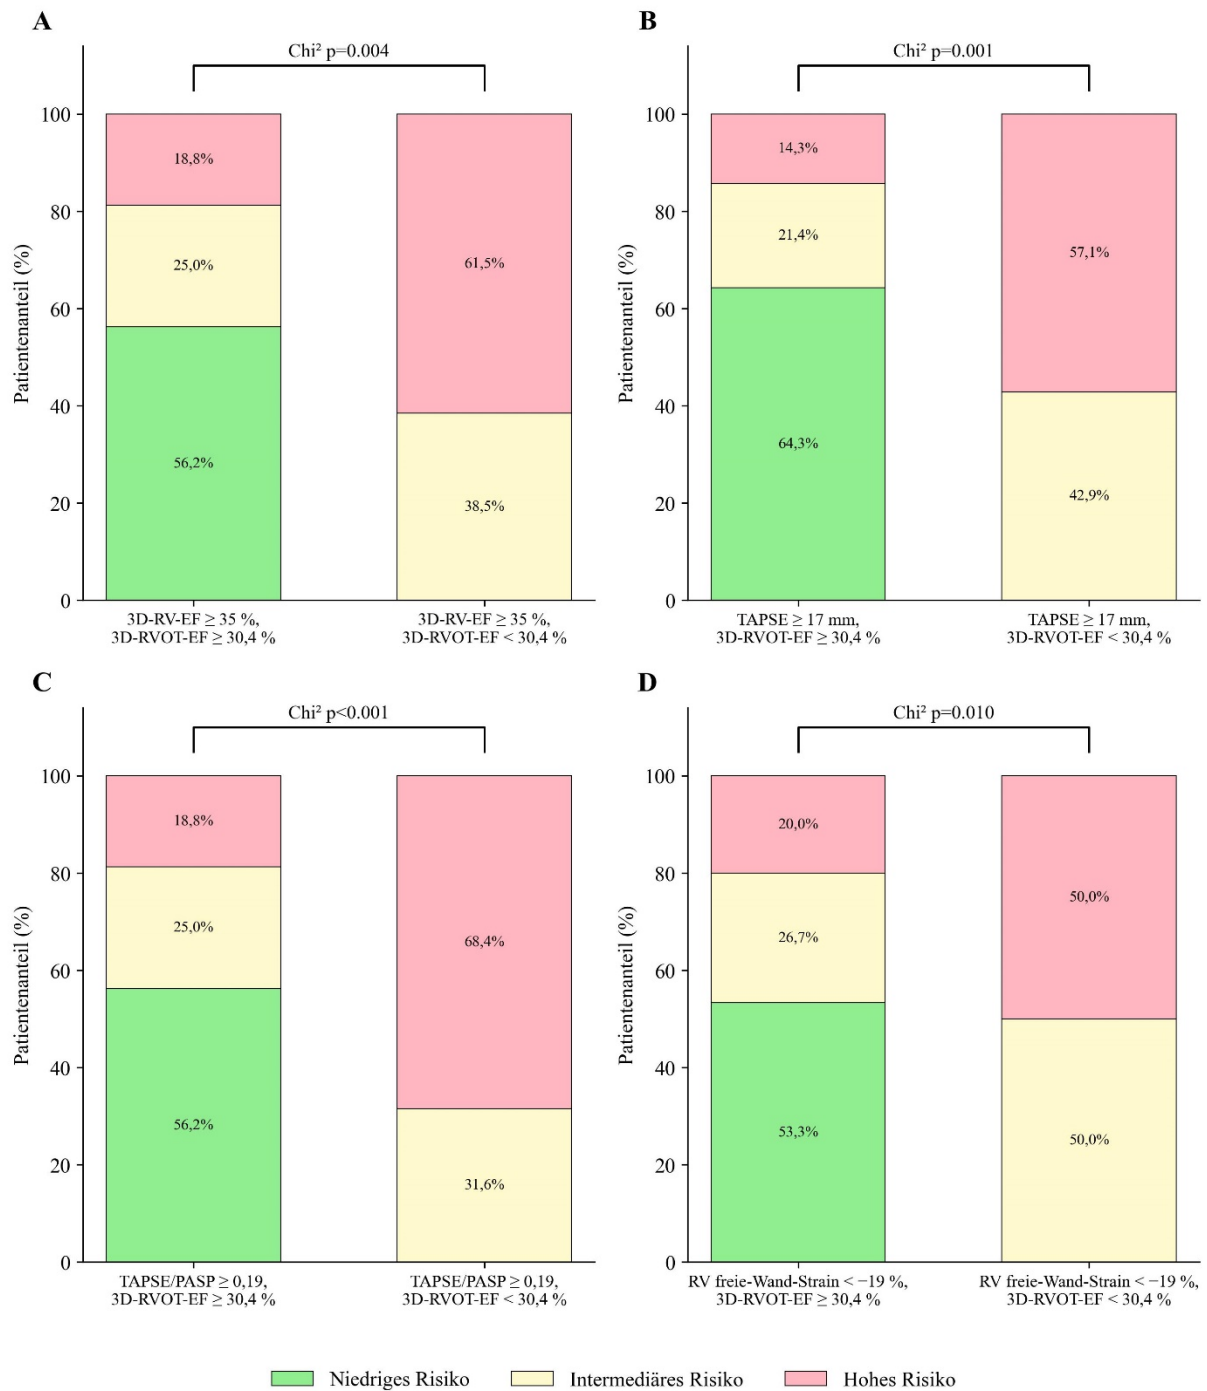 A
Chi² p=0.004
Patientenanteil (%)
100
80
60
40
20
0
18,8%
25,0%
56,2%
61,5%
38,5%
3D-RV-EF ≥ 35 %,
3D-RVOT-EF ≥ 30,4 %
3D-RV-EF ≥ 35 %,
3D-RVOT-EF < 30,4 %
B
Chi² p=0.001
Patientenanteil (%)
100
80
60
40
20
0
14,3%
21,4%
64,3%
57,1%
42,9%
TAPSE ≥ 17 mm,
3D-RVOT-EF ≥ 30,4 %
TAPSE ≥ 17 mm,
3D-RVOT-EF < 30,4 %
C
Chi² p<0.001
Patientenanteil (%)
100
80
60
40
20
0
18,8%
25,0%
56,2%
68,4%
31,6%
TAPSE/PASP ≥ 0,19,
3D-RVOT-EF ≥ 30,4 %
TAPSE/PASP ≥ 0,19,
3D-RVOT-EF < 30,4 %
D
Chi² p=0.010
Patientenanteil (%)
100
80
60
40
20
0
20,0%
26,7%
53,3%
50,0%
50,0%
RV freie-Wand-Strain < −19 %,
3D-RVOT-EF ≥ 30,4 %
RV freie-Wand-Strain < −19 %,
3D-RVOT-EF < 30,4 %
Niedriges Risiko
Intermediäres Risiko
Hohes Risiko